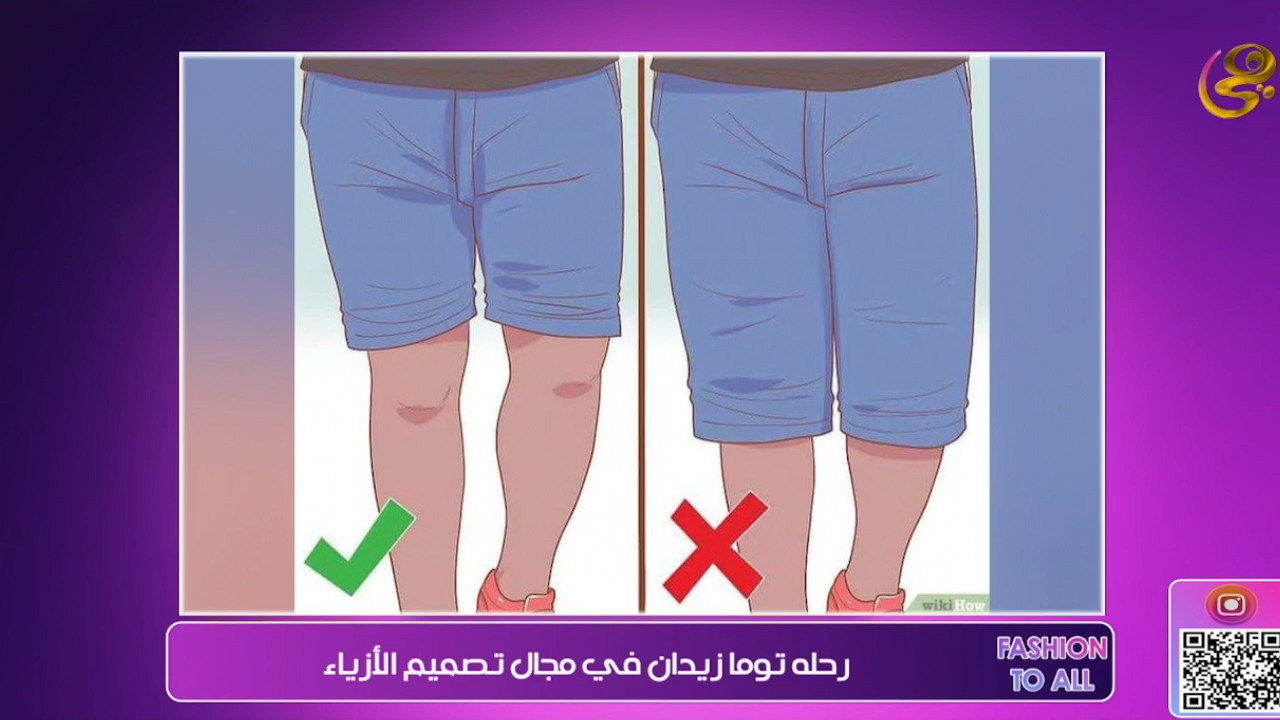 wikiHow
رحله توما زيدان في مجال تصميم الأزياء
FASHION
TO ALL